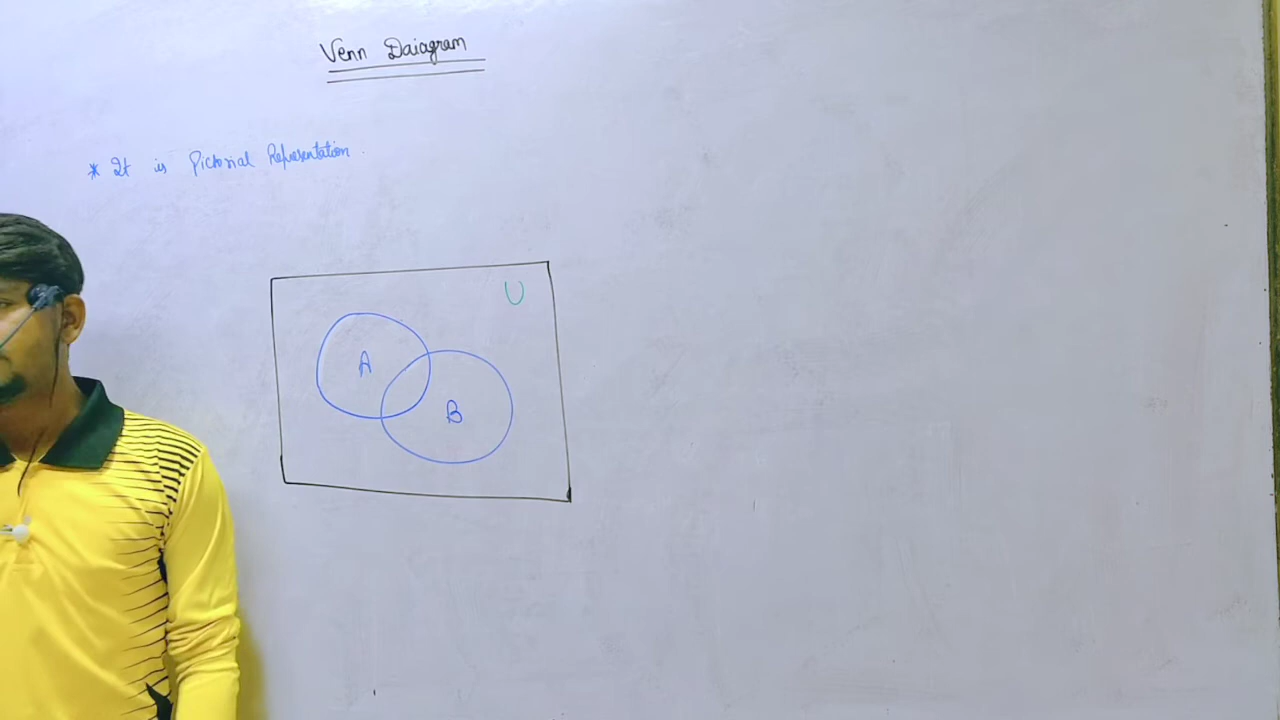 Venn Daiagram
* It is Pictorial Representation.
U
A
B